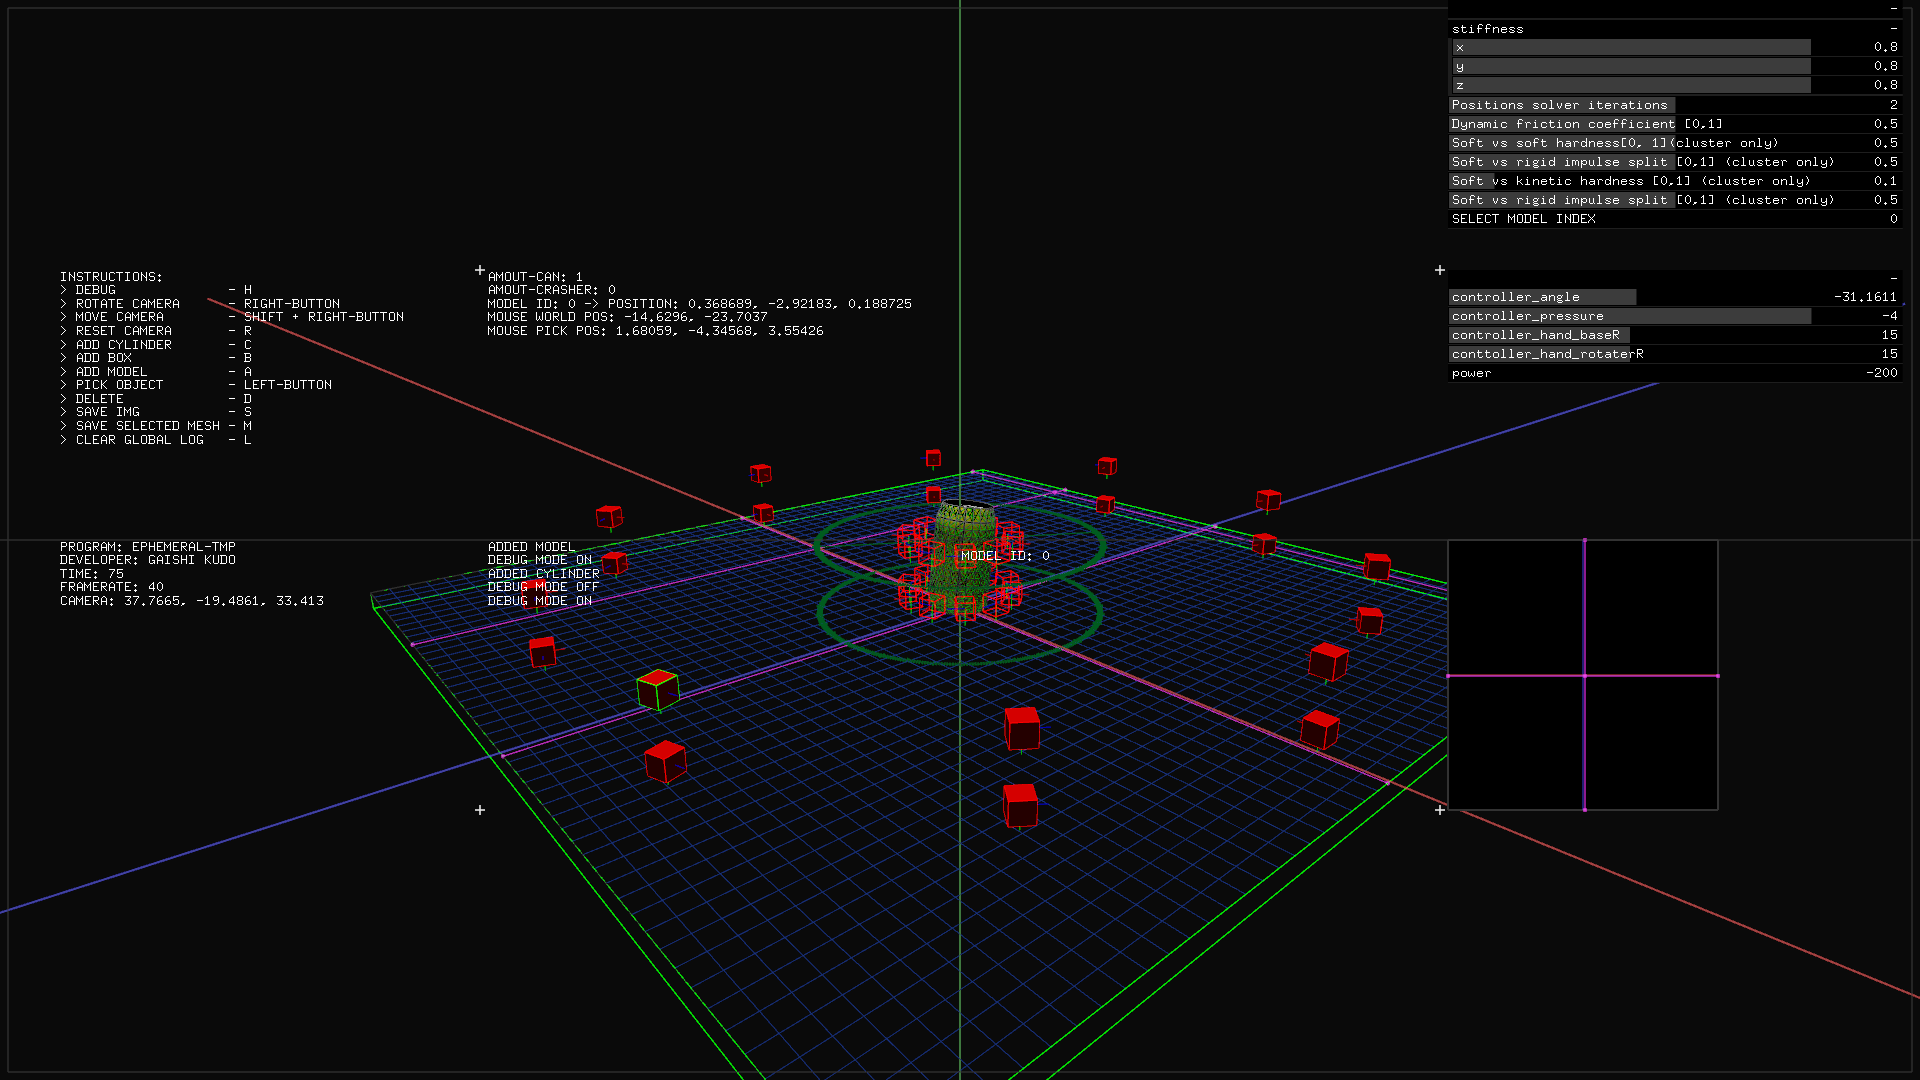 -
stiffness -
x 0.8
y 0.8
z 0.8
Positions solver iterations 2
Dynamic friction coefficient [0,1] 0.5
Soft vs soft hardness[0, 1](cluster only) 0.5
Soft vs rigid impulse split [0,1] (cluster only) 0.5
Soft vs kinetic hardness [0,1] (cluster only) 0.1
Soft vs rigid impulse split [0,1] (cluster only) 0.5
SELECT MODEL INDEX 0
INSTRUCTIONS:
> DEBUG - H
> ROTATE CAMERA - RIGHT-BUTTON
> MOVE CAMERA - SHIFT + RIGHT-BUTTON
> RESET CAMERA - R
> ADD CYLINDER - C
> ADD BOX - B
> ADD MODEL - A
> PICK OBJECT - LEFT-BUTTON
> DELETE - D
> SAVE IMG - S
> SAVE SELECTED MESH - M
> CLEAR GLOBAL LOG - L
AMOUT-CAN: 1
AMOUT-CRASHER: 0
MODEL ID: 0 -> POSITION: 0.368689, -2.92183, 0.188725
MOUSE WORLD POS: -14.6296, -23.7037
MOUSE PICK POS: 1.68059, -4.34568, 3.55426
-
controller_angle -31.1611
controller_pressure -4
controller_hand_baseR 15
conttoller_hand_rotaterR 15
power -200
PROGRAM: EPHEMERAL-TMP
DEVELOPER: GAISHI KUDO
TIME: 75
FRAMERATE: 40
CAMERA: 37.7665, -19.4861, 33.413
ADDED MODEL
DEBUG MODE ON
ADDED CYLINDER
DEBUG MODE OFF
DEBUG MODE ON
MODEL ID: 0